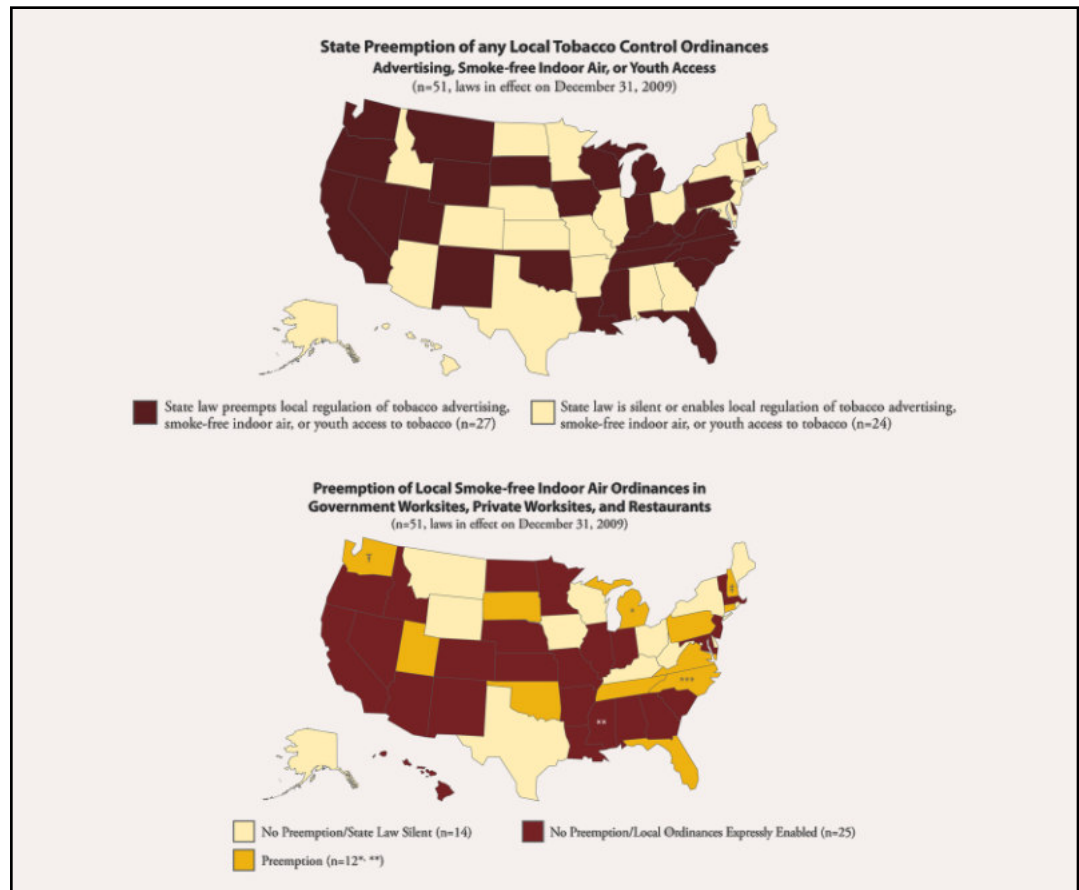 State Preemption of any Local Tobacco Control Ordinances
Advertising, Smoke-free Indoor Air, or Youth Access
(n=51, laws in effect on December 31, 2009)
State law preempts local regulation of tobacco advertising,
smoke-free indoor air, or youth access to tobacco (n=27)
State law is silent or enables local regulation of tobacco advertising,
smoke-free indoor air, or youth access to tobacco (n=24)
Preemption of Local Smoke-free Indoor Air Ordinances in
Government Worksites, Private Worksites, and Restaurants
(n=51, laws in effect on December 31, 2009)
*
***
**
No Preemption/State Law Silent (n=14)
No Preemption/Local Ordinances Expressly Enabled (n=25)
Preemption (n=12*, **)